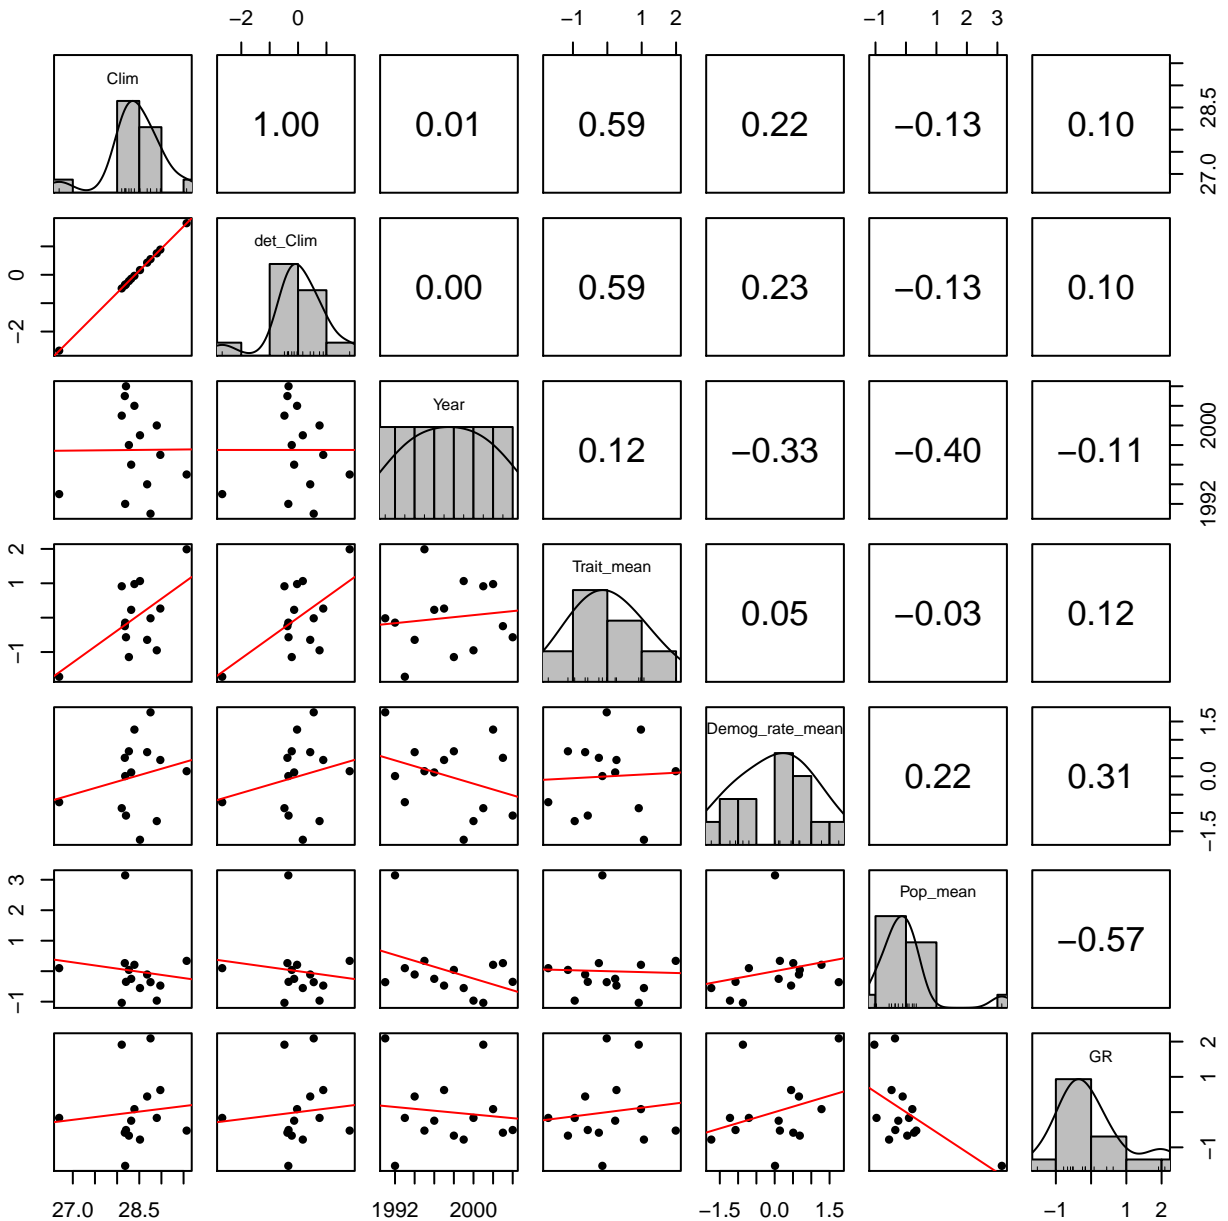 −2 0 −1 1 2 −1 1 2 3
Clim 1.00 0.01 0.59 0.22 −0.13 0.10 27.0 28.5
−2 0 det_Clim 0.00 0.59 0.23 −0.13 0.10
Year 0.12 −0.33 −0.40 −0.11 1992 2000
−1 1 2 Trait_mean 0.05 −0.03 0.12
Demog_rate_mean 0.22 0.31 −1.5 0.0 1.5
−1 1 2 3 Pop_mean −0.57
GR −1 1 2
27.0 28.5 1992 2000 −1.5 0.0 1.5 −1 1 2